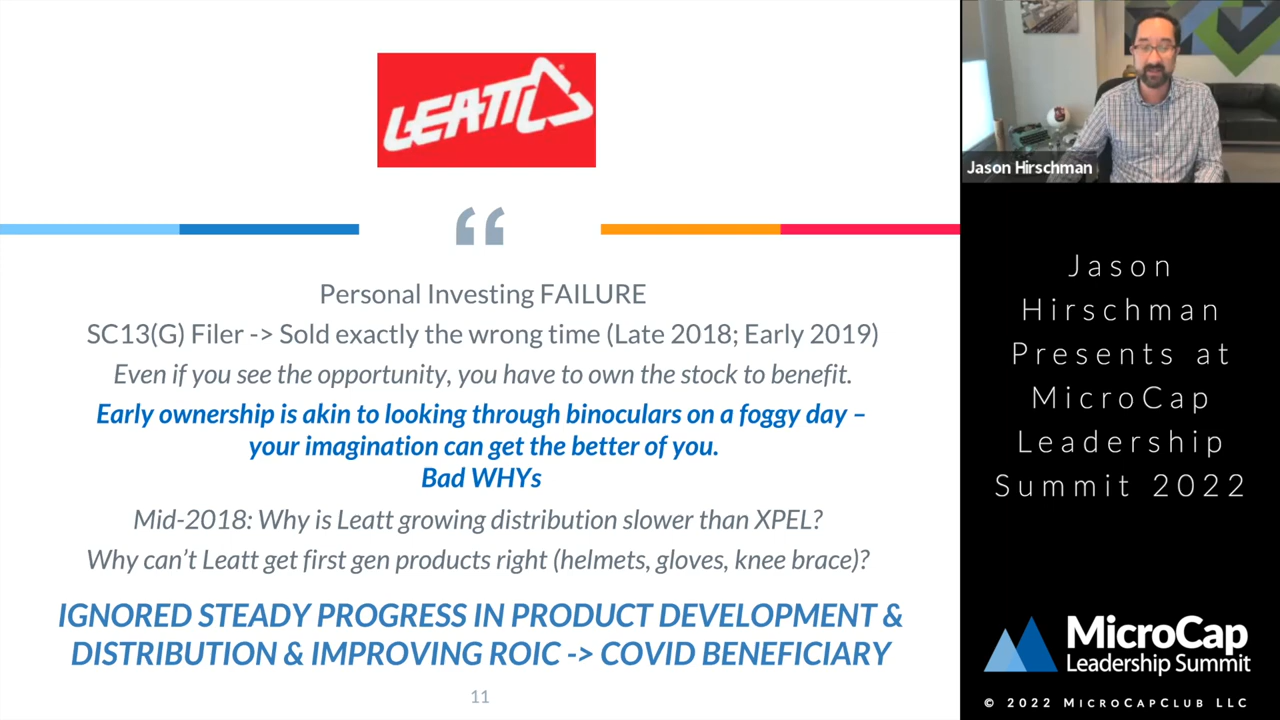 LEATT
“
Personal Investing FAILURE
SC13(G) Filer -> Sold exactly the wrong time (Late 2018; Early 2019)
Even if you see the opportunity, you have to own the stock to benefit.
Early ownership is akin to looking through binoculars on a foggy day –
your imagination can get the better of you.
Bad WHYs
Mid-2018: Why is Leatt growing distribution slower than XPEL?
Why can’t Leatt get first gen products right (helmets, gloves, knee brace)?
IGNORED STEADY PROGRESS IN PRODUCT DEVELOPMENT &
DISTRIBUTION & IMPROVING ROIC -> COVID BENEFICIARY
11
Jason Hirschman
Jason
Hirschman
Presents at
MicroCap
Leadership
Summit 2022
MicroCap
Leadership Summit
© 2022 MICROCAPCLUB LLC